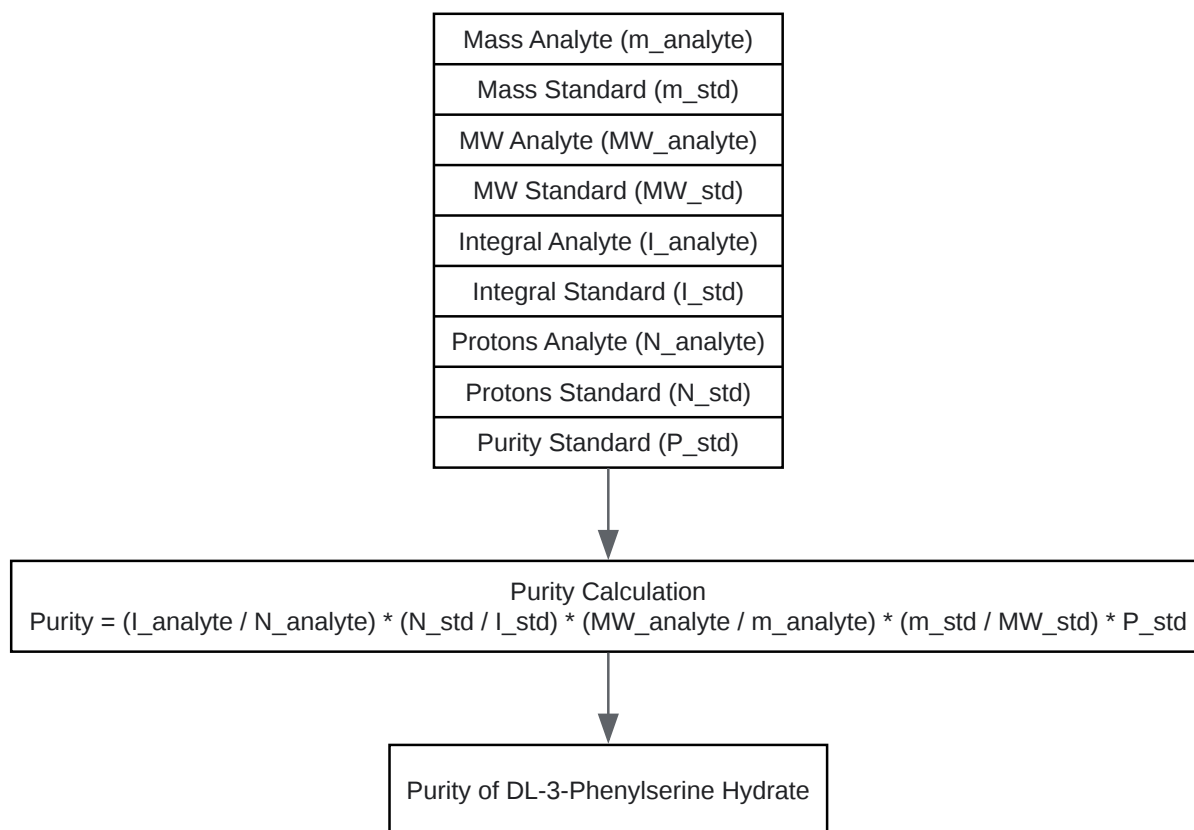 Mass Analyte (m_analyte)
Mass Standard (m_std)
MW Analyte (MW_analyte)
MW Standard (MW_std)
Integral Analyte (I_analyte)
Integral Standard (I_std)
Protons Analyte (N_analyte)
Protons Standard (N_std)
Purity Standard (P_std)
Purity Calculation
Purity = (I_analyte / N_analyte) * (N_std / I_std) * (MW_analyte / m_analyte) * (m_std / MW_std) * P_std
Purity of DL-3-Phenylserine Hydrate